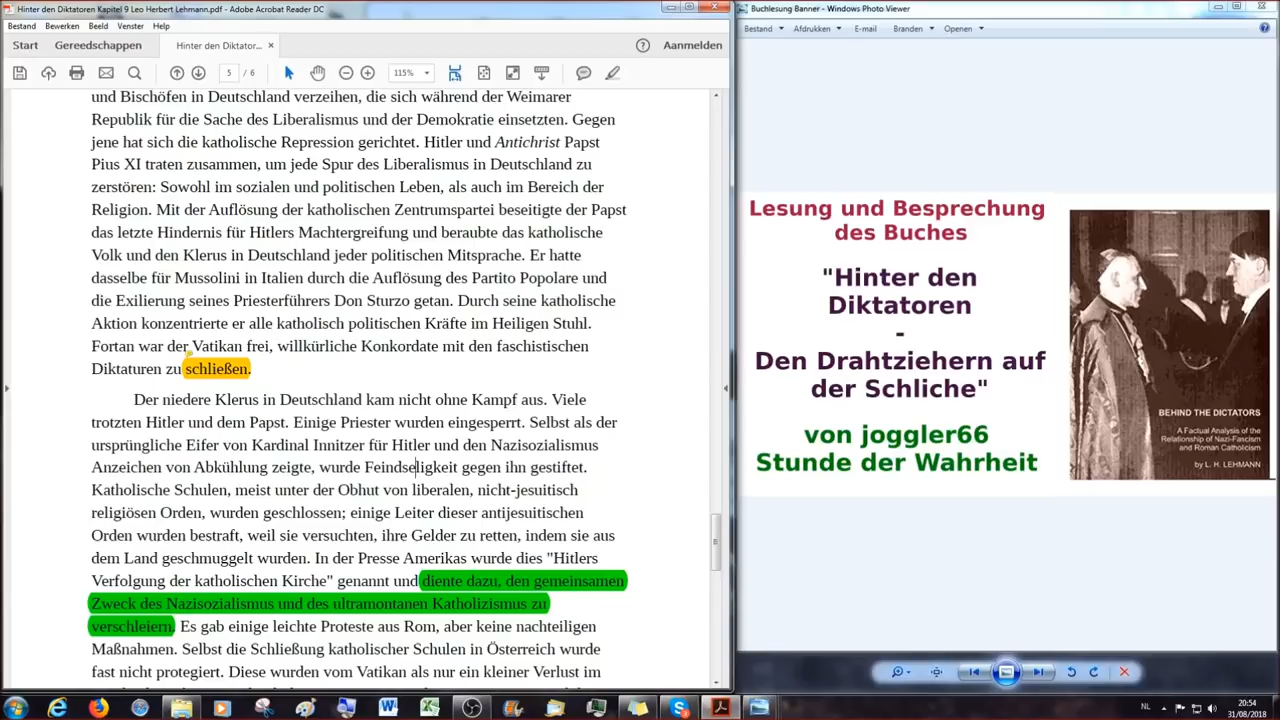 Hinter den Diktatoren Kapitel 9 Leo Herbert Lehmann.pdf - Adobe Acrobat Reader DC
Bestand Bewerken Beeld Venster Help
Start Gereedschappen Hinter den Diktator... × Aanmelden
5 / 6 115%
und Bischöfen in Deutschland verzeihen, die sich während der Weimarer
Republik für die Sache des Liberalismus und der Demokratie einsetzten. Gegen
jene hat sich die katholische Repression gerichtet. Hitler und Antichrist Papst
Pius XI traten zusammen, um jede Spur des Liberalismus in Deutschland zu
zerstören: Sowohl im sozialen und politischen Leben, als auch im Bereich der
Religion. Mit der Auflösung der katholischen Zentrumspartei beseitigte der Papst
das letzte Hindernis für Hitlers Machtergreifung und beraubte das katholische
Volk und den Klerus in Deutschland jeder politischen Mitsprache. Er hatte
dasselbe für Mussolini in Italien durch die Auflösung des Partito Popolare und
die Exilierung seines Priesterführers Don Sturzo getan. Durch seine katholische
Aktion konzentrierte er alle katholisch politischen Kräfte im Heiligen Stuhl.
Fortan war der Vatikan frei, willkürliche Konkordate mit den faschistischen
Diktaturen zu schließen.
Der niedere Klerus in Deutschland kam nicht ohne Kampf aus. Viele
trotzten Hitler und dem Papst. Einige Priester wurden eingesperrt. Selbst als der
ursprüngliche Eifer von Kardinal Innitzer für Hitler und den Nazisozialismus
Anzeichen von Abkühlung zeigte, wurde Feindseligkeit gegen ihn gestiftet.
Katholische Schulen, meist unter der Obhut von liberalen, nicht-jesuitisch
religiösen Orden, wurden geschlossen; einige Leiter dieser antijesuitischen
Orden wurden bestraft, weil sie versuchten, ihre Gelder zu retten, indem sie aus
dem Land geschmuggelt wurden. In der Presse Amerikas wurde dies "Hitlers
Verfolgung der katholischen Kirche" genannt und diente dazu, den gemeinsamen
Zweck des Nazisozialismus und des ultramontanen Katholizismus zu
verschleiern. Es gab einige leichte Proteste aus Rom, aber keine nachteiligen
Maßnahmen. Selbst die Schließung katholischer Schulen in Österreich wurde
fast nicht protegiert. Diese wurden vom Vatikan als nur ein kleiner Verlust im
Buchlesung Banner - Windows Photo Viewer
Bestand Afdrukken E-mail Branden Openen
Lesung und Besprechung
des Buches
"Hinter den
Diktatoren
-
Den Drahtziehern auf
der Schliche"
von joggler66
Stunde der Wahrheit
BEHIND THE DICTATORS
A Factual Analysis of the
Relationship of Nazi-Fascism
and Roman Catholicism
by L. H. LEHMANN
NL 20:54
31/08/2018